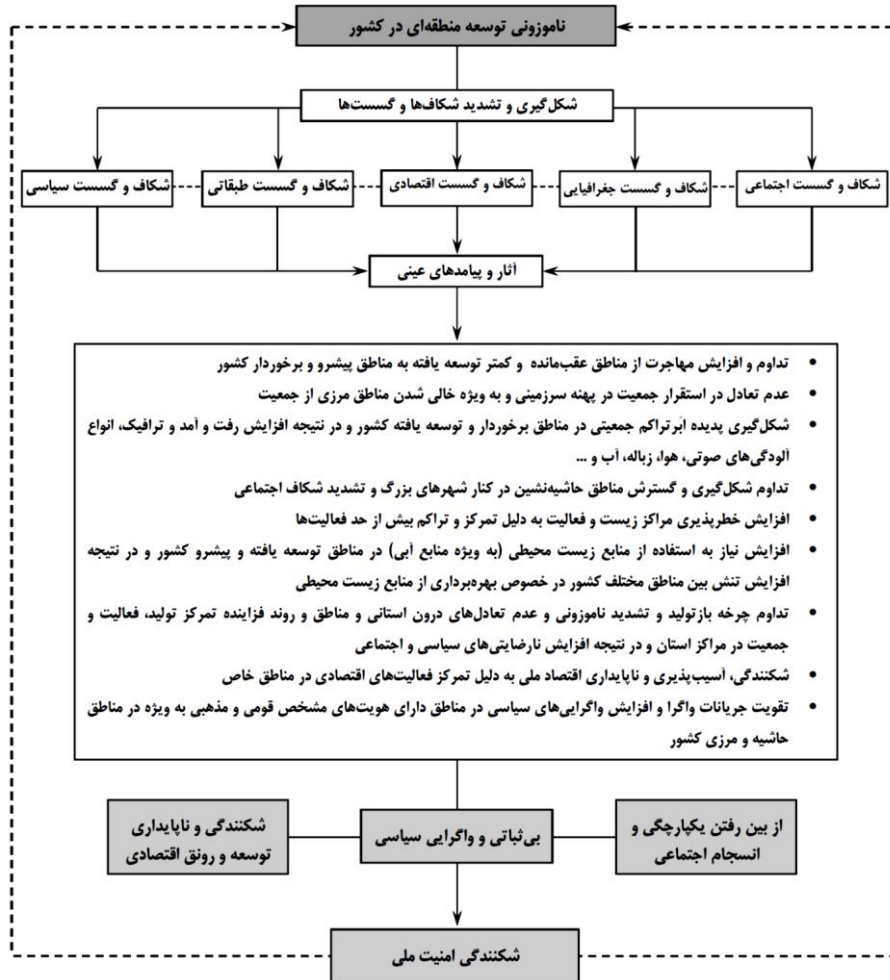 ناموزونی توسعه منطقه‌ای در کشور
شکل‌گیری و تشدید شکاف‌ها و گسست‌ها
شکاف و گسست اجتماعی
شکاف و گسست جغرافیایی
شکاف و گسست اقتصادی
شکاف و گسست طبقاتی
شکاف و گسست سیاسی
آثار و پیامدهای عینی
• تداوم و افزایش مهاجرت از مناطق عقب‌مانده و کمتر توسعه یافته به مناطق پیشرو و برخوردار کشور
• عدم تعادل در استقرار جمعیت در پهنه سرزمینی و به ویژه خالی شدن مناطق مرزی از جمعیت
• شکل‌گیری پدیده اَبَرتراکم جمعیتی در مناطق برخوردار و توسعه یافته کشور و در نتیجه افزایش رفت و آمد و ترافیک، انواع
آلودگی‌های صوتی، هوا، زباله، آب و ...
• تداوم شکل‌گیری و گسترش مناطق حاشیه‌نشین در کنار شهرهای بزرگ و تشدید شکاف اجتماعی
• افزایش خطرپذیری مراکز زیست و فعالیت به دلیل تمرکز و تراکم بیش از حد فعالیت‌ها
• افزایش نیاز به استفاده از منابع زیست محیطی (به ویژه منابع آبی) در مناطق توسعه یافته و پیشرو کشور و در نتیجه
افزایش تنش بین مناطق مختلف کشور در خصوص بهره‌برداری از منابع زیست محیطی
• تداوم چرخه بازتولید و تشدید ناموزونی و عدم تعادل‌های درون استانی و مناطق و روند فزاینده تمرکز تولید، فعالیت و
جمعیت در مراکز استان و در نتیجه افزایش نارضایتی‌های سیاسی و اجتماعی
• شکنندگی، آسیب‌پذیری و ناپایداری اقتصاد ملی به دلیل تمرکز فعالیت‌های اقتصادی در مناطق خاص
• تقویت جریانات واگرا و افزایش واگرایی‌های سیاسی در مناطق دارای هویت‌های مشخص قومی و مذهبی به ویژه در مناطق
حاشیه و مرزی کشور
از بین رفتن یکپارچگی و
انسجام اجتماعی
بی‌ثباتی و واگرایی سیاسی
شکنندگی و ناپایداری
توسعه و رونق اقتصادی
شکنندگی امنیت ملی